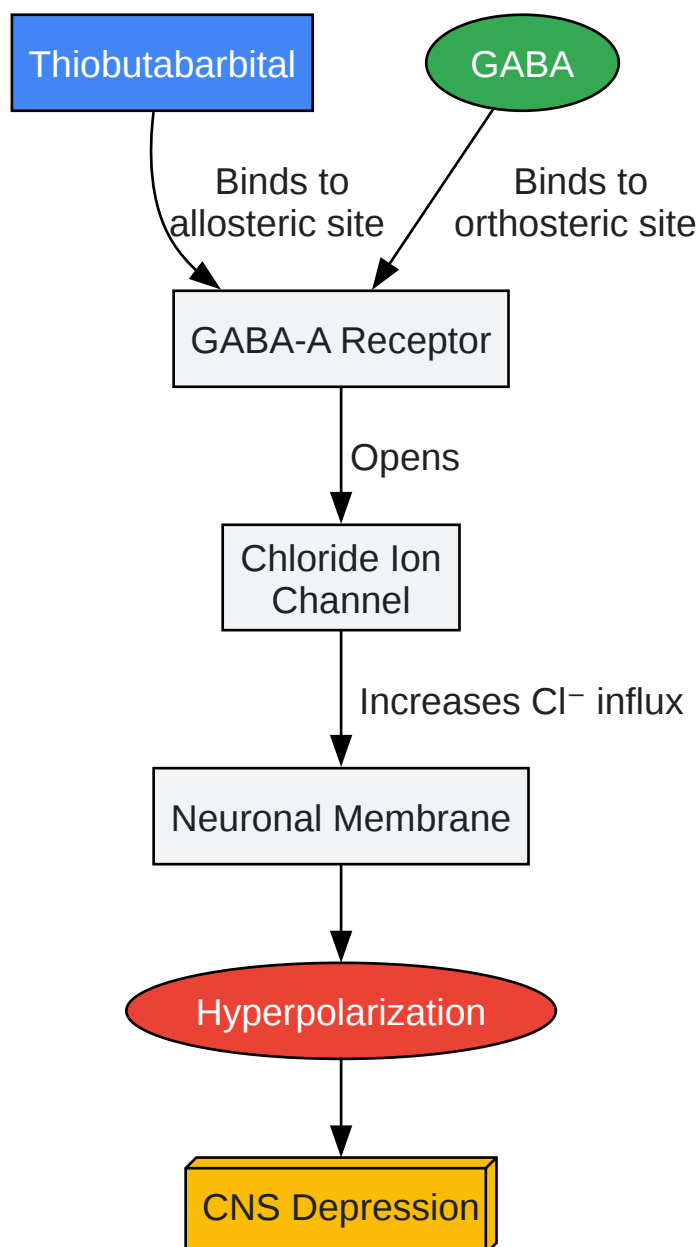 Thiobutabarbital
GABA
Binds to
allosteric site
Binds to
orthosteric site
GABA-A Receptor
Opens
Chloride Ion
Channel
Increases Cl⁻ influx
Neuronal Membrane
Hyperpolarization
CNS Depression